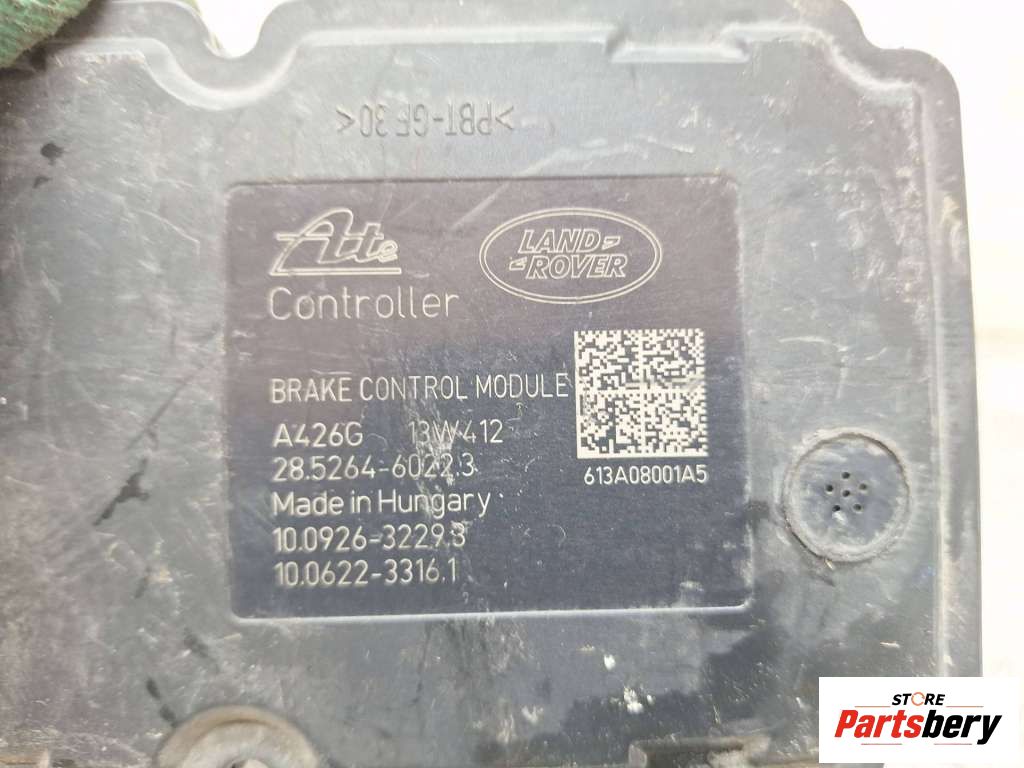 >PBT-GF30<
Ate
LAND
ROVER
Controller
BRAKE CONTROL MODULE
A426G 13W412
28.5264-6022.3
613A08001A5
Made in Hungary
10.0926-3229.3
10.0622-3316.1
STORE
Partsbery